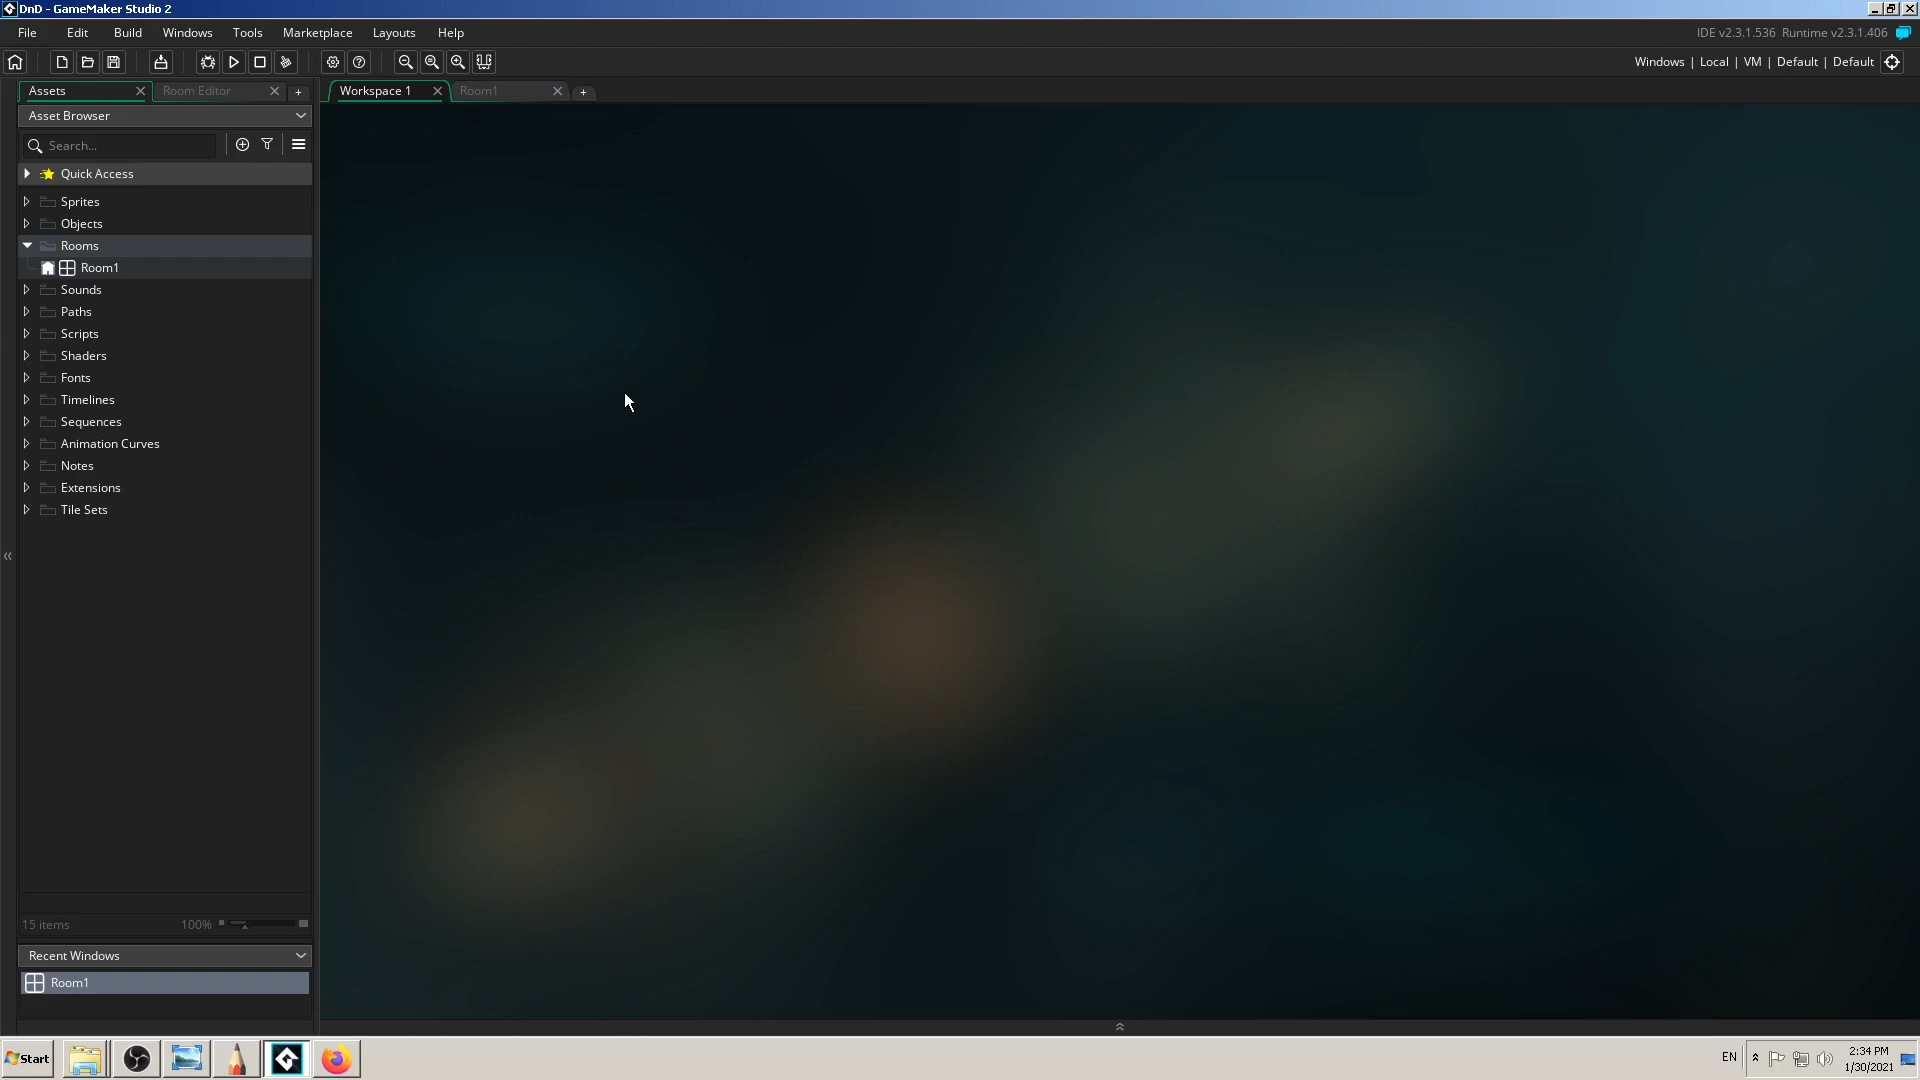 DnD - GameMaker Studio 2
File Edit Build Windows Tools Marketplace Layouts Help
IDE v2.3.1.536 Runtime v2.3.1.406
Windows | Local | VM | Default | Default
Assets Room Editor +
Workspace 1 Room1 +
Asset Browser
Search...
Quick Access
Sprites
Objects
Rooms
Room1
Sounds
Paths
Scripts
Shaders
Fonts
Timelines
Sequences
Animation Curves
Notes
Extensions
Tile Sets
15 items 100%
Recent Windows
Room1
Start
EN
2:34 PM
1/30/2021